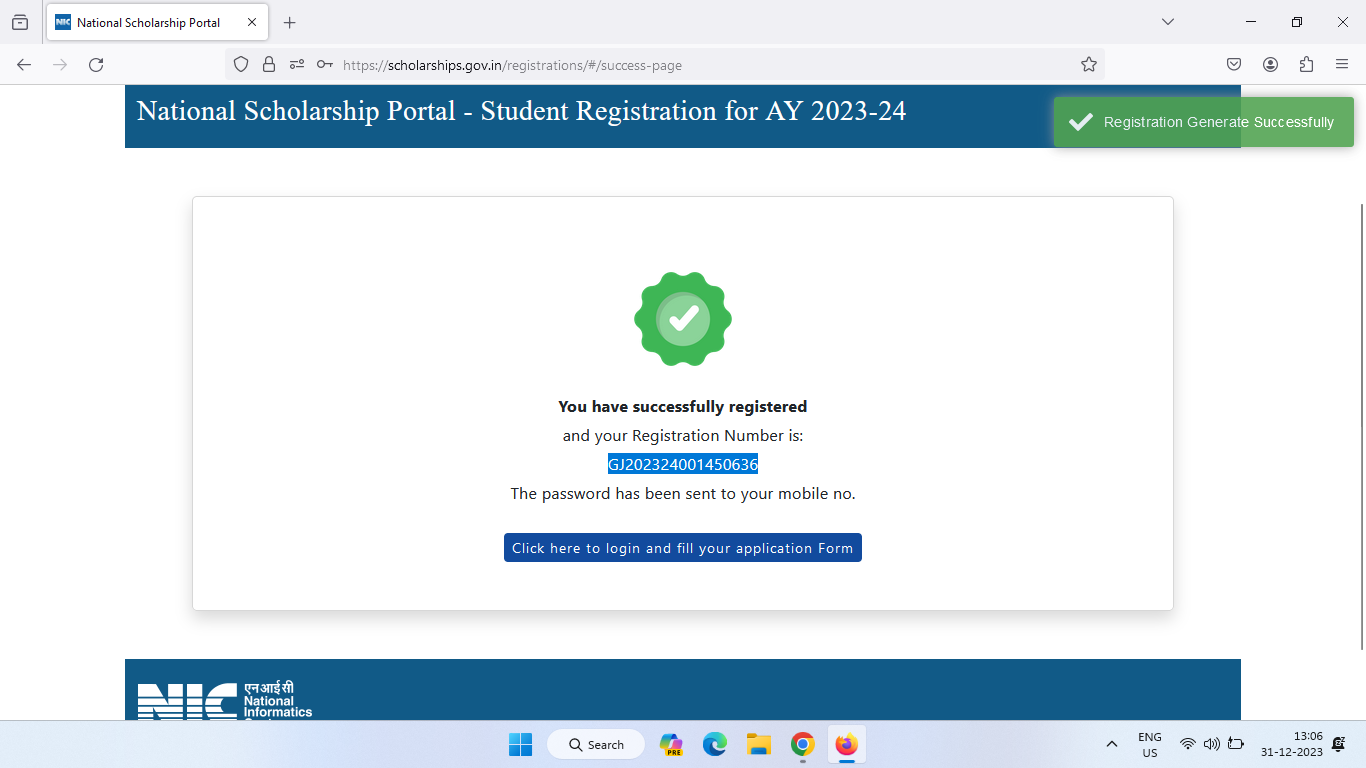 National Scholarship Portal
https://scholarships.gov.in/registrations/#/success-page
National Scholarship Portal - Student Registration for AY 2023-24
Registration Generate Successfully
You have successfully registered
and your Registration Number is:
GJ202324001450636
The password has been sent to your mobile no.
Click here to login and fill your application Form
NIC
एन आई सी
National
Informatics
Search
PRE
ENG
US
13:06
31-12-2023